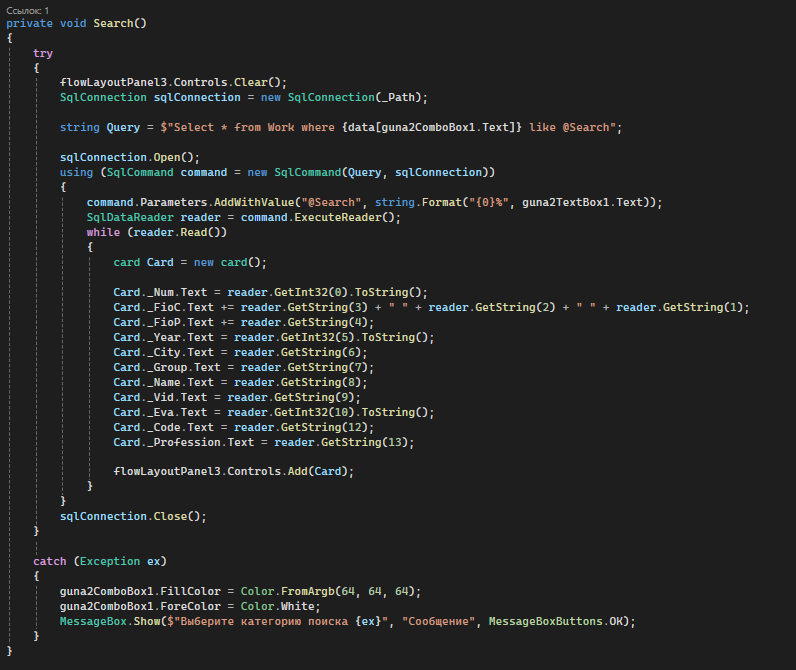 Ссылок: 1
private void Search()
{
try
{
flowLayoutPanel3.Controls.Clear();
SqlConnection sqlConnection = new SqlConnection(_Path);
string Query = $"Select * from Work where {data[guna2ComboBox1.Text]} like @Search";
sqlConnection.Open();
using (SqlCommand command = new SqlCommand(Query, sqlConnection))
{
command.Parameters.AddWithValue("@Search", string.Format("{0}%", guna2TextBox1.Text));
SqlDataReader reader = command.ExecuteReader();
while (reader.Read())
{
card Card = new card();
Card._Num.Text = reader.GetInt32(0).ToString();
Card._FioC.Text += reader.GetString(3) + " " + reader.GetString(2) + " " + reader.GetString(1);
Card._FioP.Text += reader.GetString(4);
Card._Year.Text = reader.GetInt32(5).ToString();
Card._City.Text = reader.GetString(6);
Card._Group.Text = reader.GetString(7);
Card._Name.Text = reader.GetString(8);
Card._Vid.Text = reader.GetString(9);
Card._Eva.Text = reader.GetInt32(10).ToString();
Card._Code.Text = reader.GetString(12);
Card._Profession.Text = reader.GetString(13);
flowLayoutPanel3.Controls.Add(Card);
}
}
sqlConnection.Close();
}
catch (Exception ex)
{
guna2ComboBox1.FillColor = Color.FromArgb(64, 64, 64);
guna2ComboBox1.ForeColor = Color.White;
MessageBox.Show($"Выберите категорию поиска {ex}", "Сообщение", MessageBoxButtons.OK);
}
}